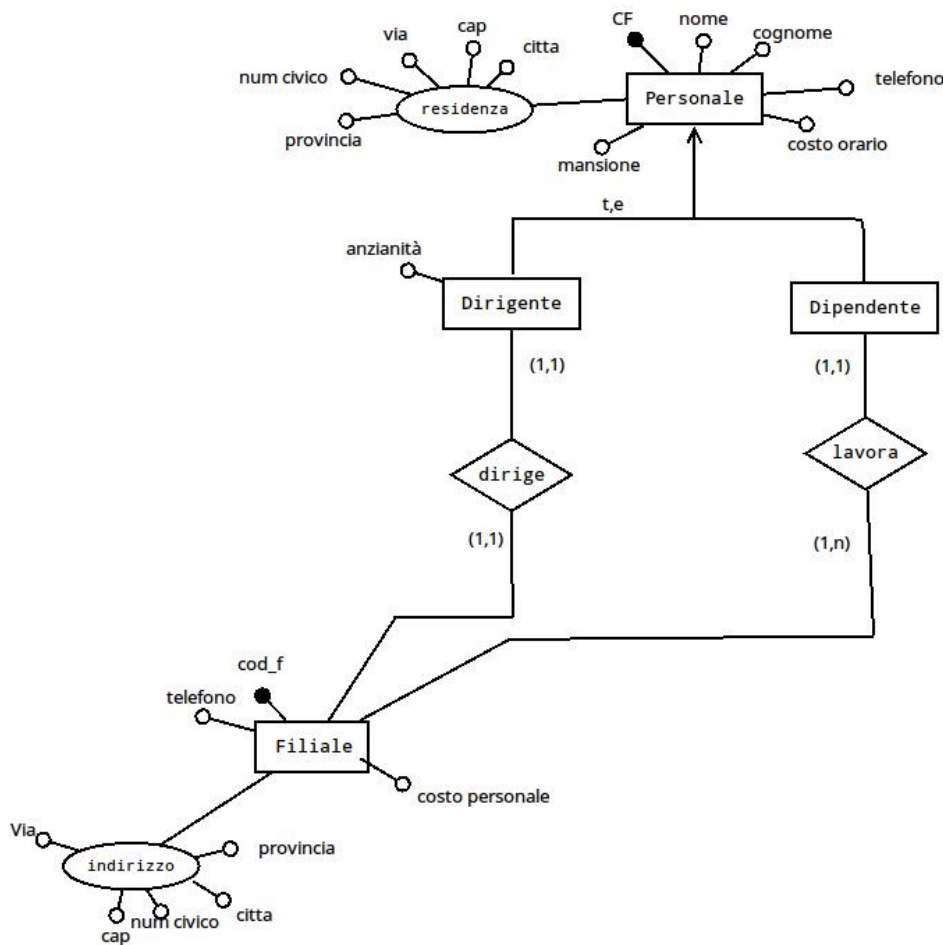 CF
nome
cognome
via
cap
citta
num civico
telefono
residenza
Personale
provincia
costo orario
mansione
t,e
anzianità
Dirigente
Dipendente
(1,1)
(1,1)
dirige
lavora
(1,1)
(1,n)
cod_f
telefono
Filiale
costo personale
Via
provincia
indirizzo
citta
num civico
cap